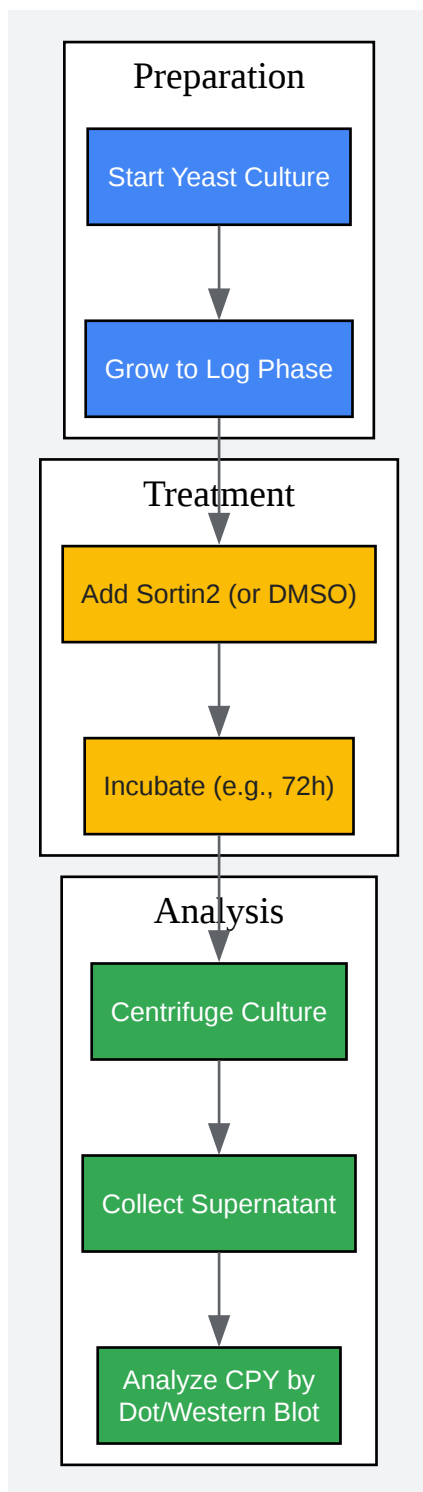 Preparation
Start Yeast Culture
Grow to Log Phase
Treatment
Add Sortin2 (or DMSO)
Incubate (e.g., 72h)
Analysis
Centrifuge Culture
Collect Supernatant
Analyze CPY by
Dot/Western Blot